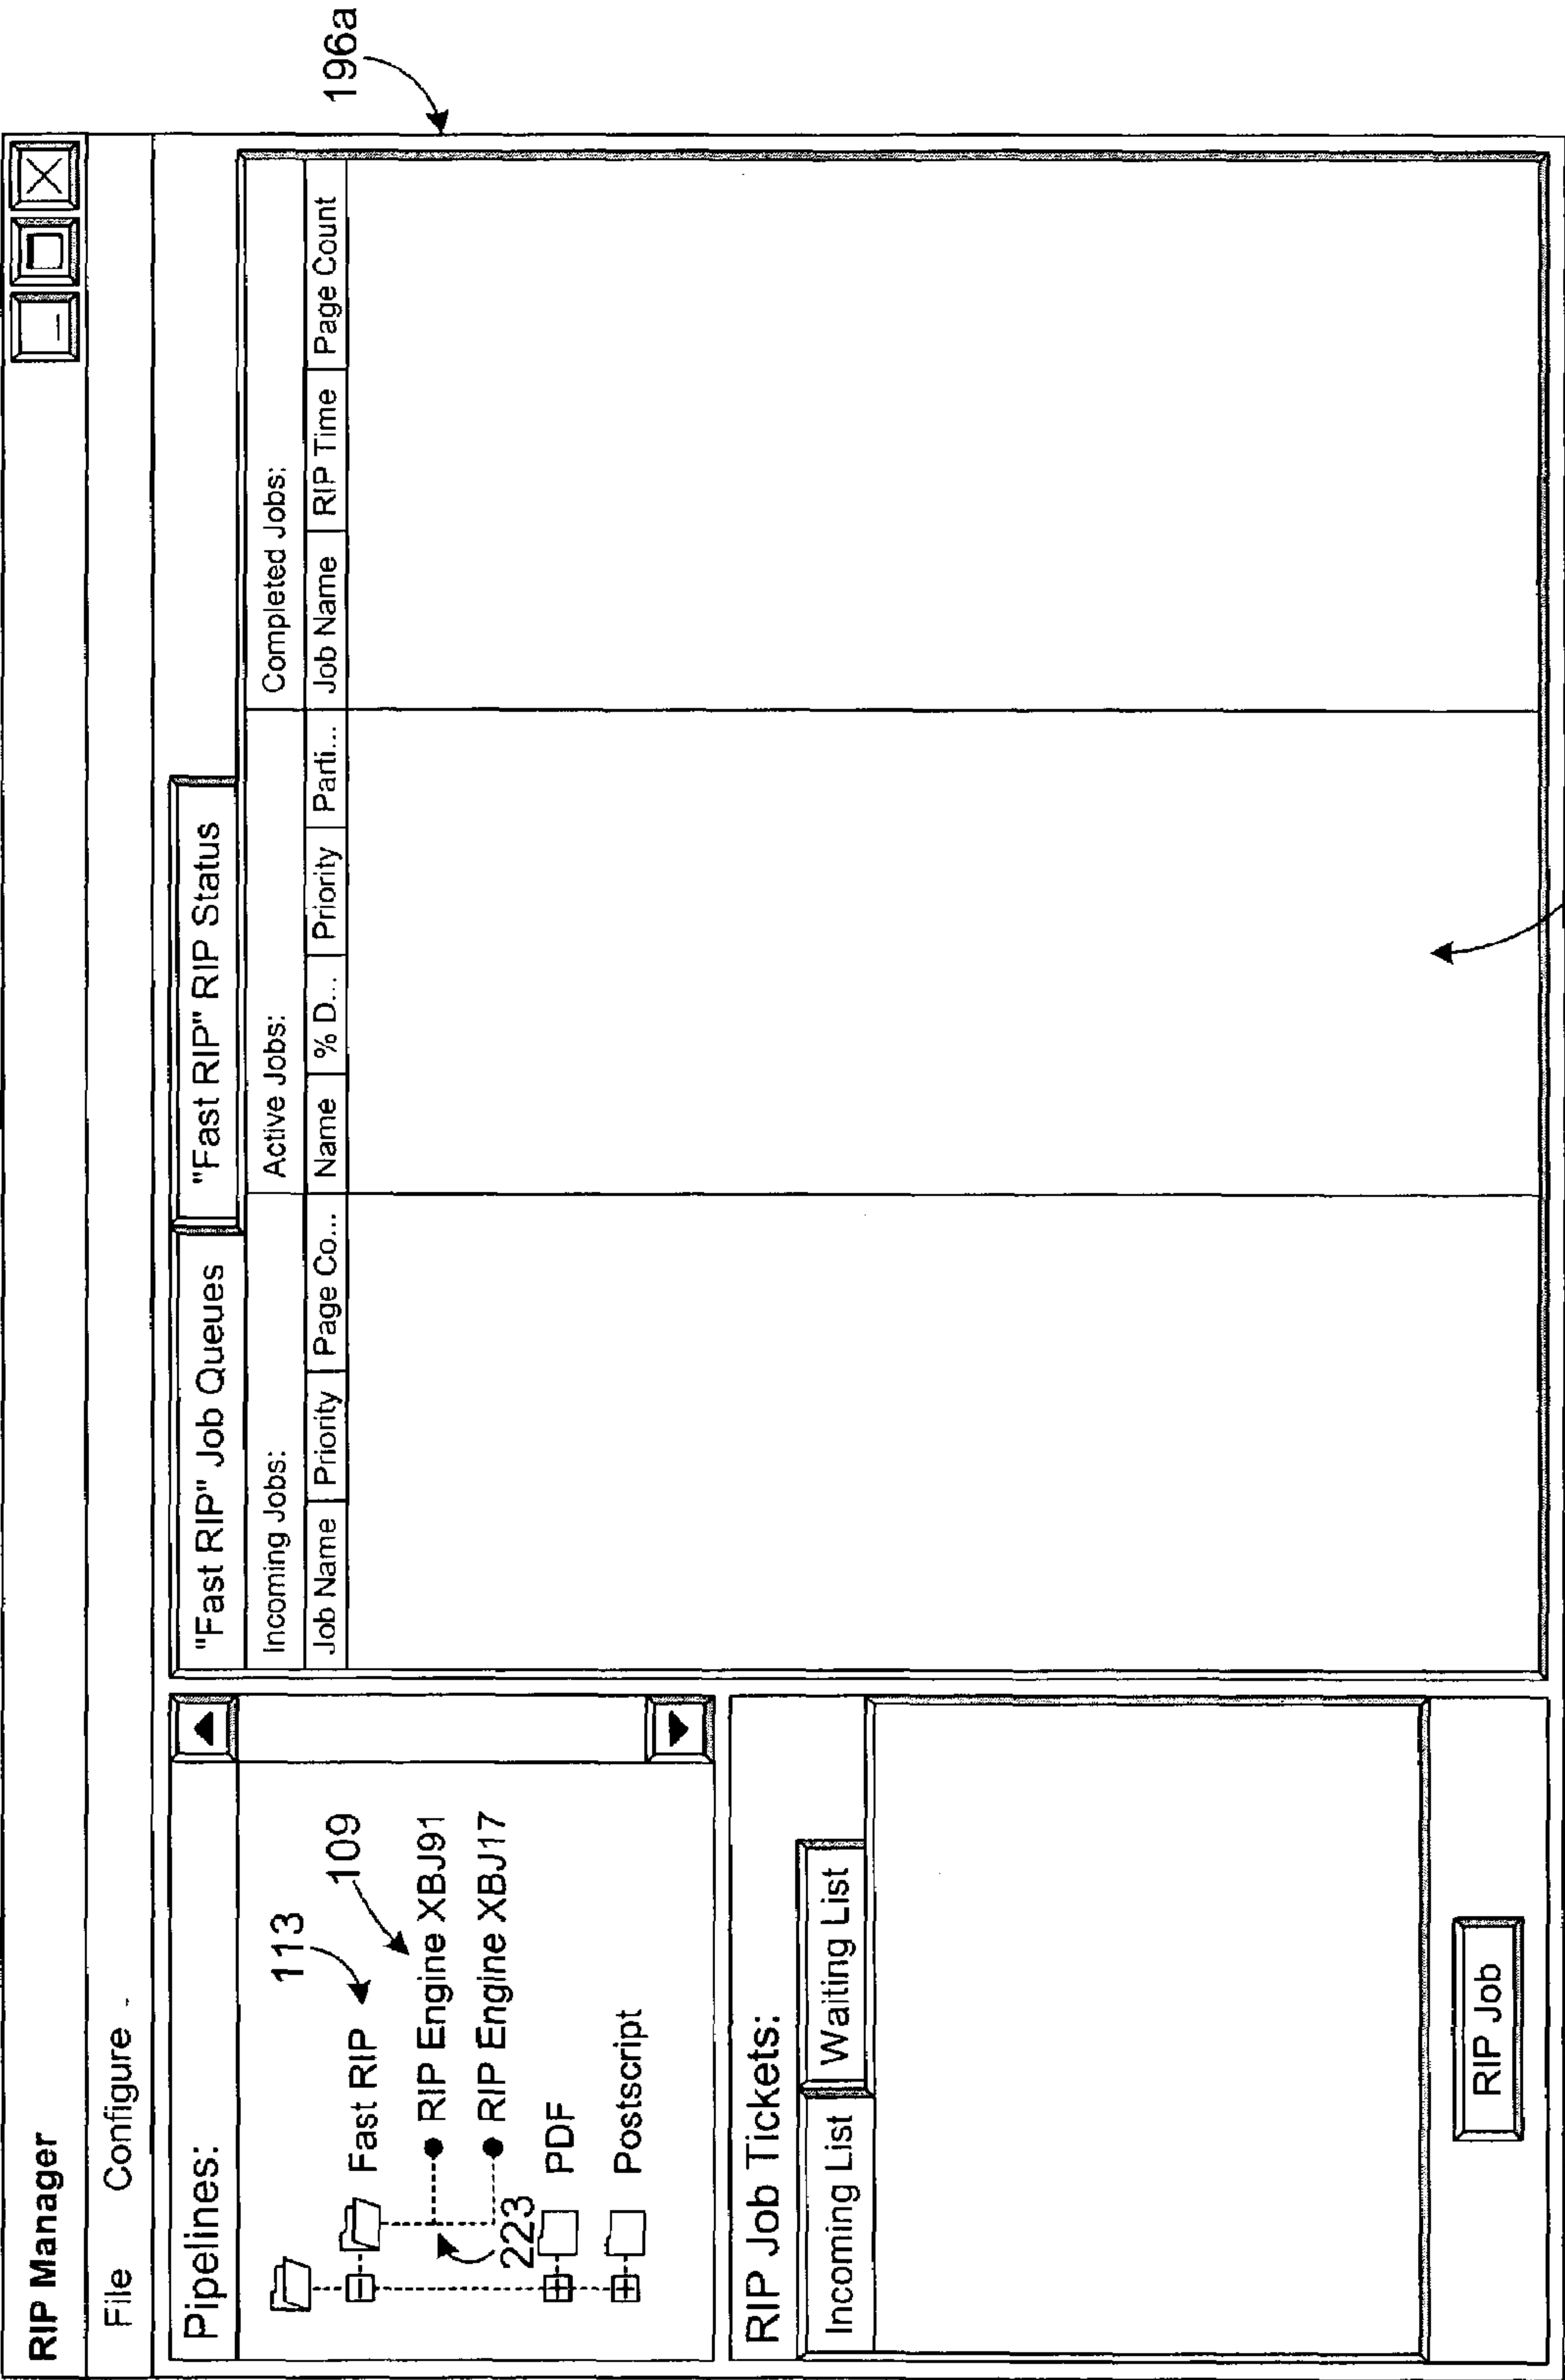 RIP Manager
File Configure
Pipelines:
113
109
Fast RIP
RIP Engine XBJ91
RIP Engine XBJ17
223
PDF
Postscript
RIP Job Tickets:
Incoming List Waiting List
RIP Job
"Fast RIP" Job Queues "Fast RIP" RIP Status
Incoming Jobs: Active Jobs: Completed Jobs:
Job Name Priority Page Co... Name % D... Priority Parti... Job Name RIP Time Page Count
196a